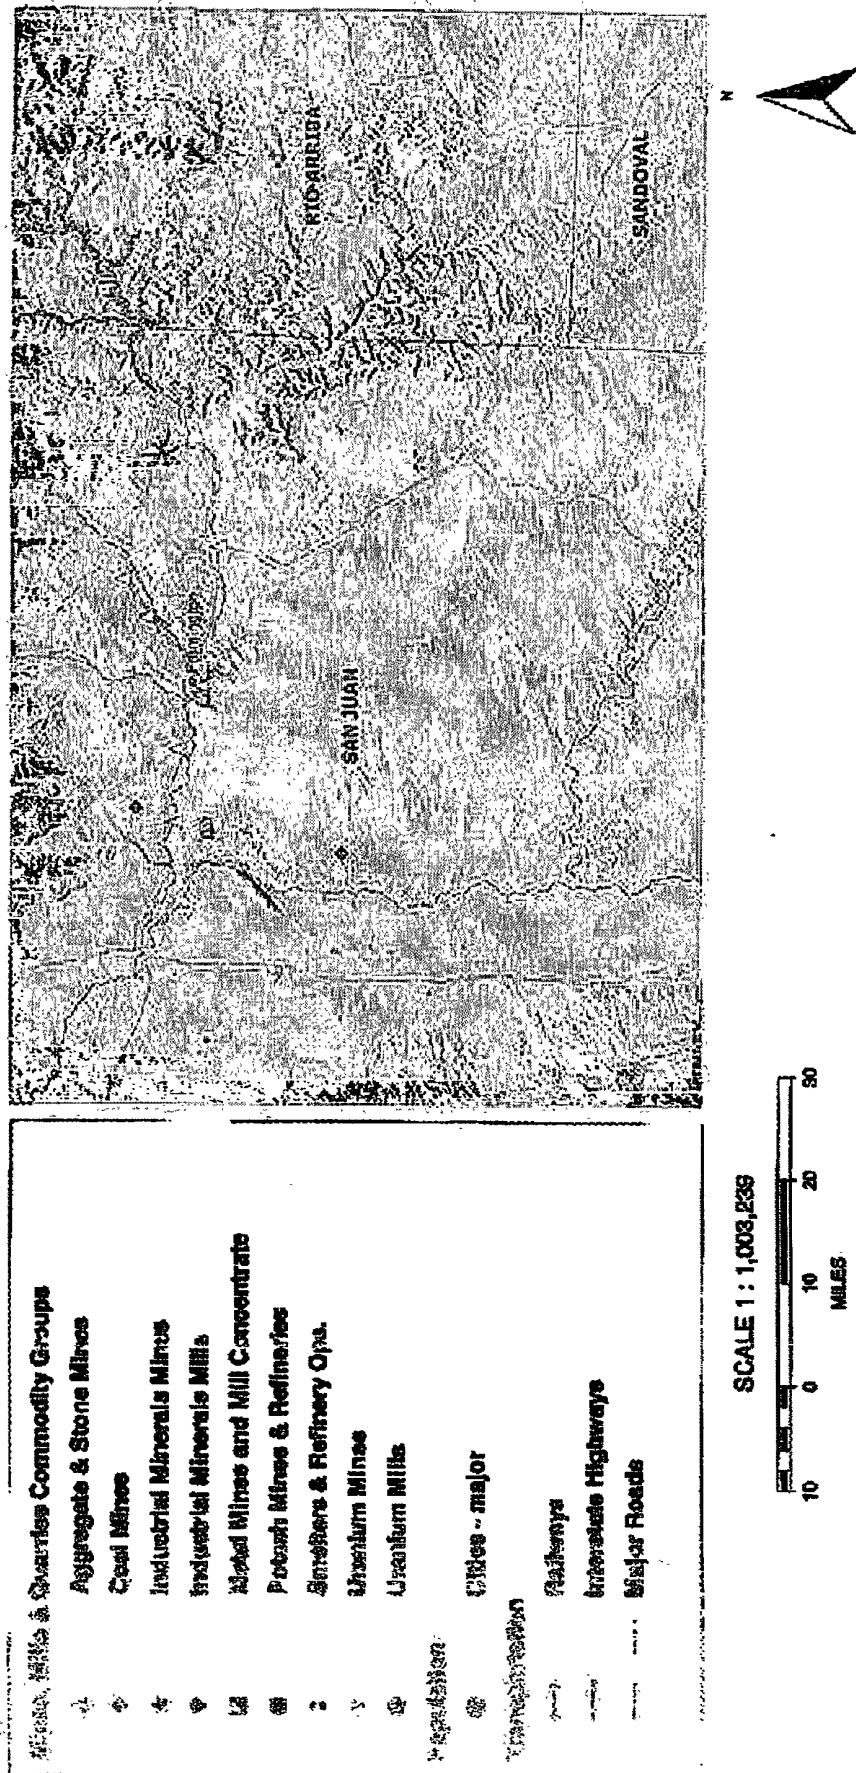 Mines, Mills & Quarries Commodity Groups
Aggregate & Stone Mines
Coal Mines
Industrial Minerals Mines
Industrial Minerals Mills
Metal Mines and Mill Concentrate
Potash Mines & Refineries
Smelters & Refinery Ops.
Uranium Mines
Uranium Mills
Population
Cities - major
Transportation
Railways
Interstate Highways
Major Roads
RIO ARRIBA
SAN JUAN
SANDOVAL
N
SCALE 1 : 1,003,239
10 0 10 20 30
MILES